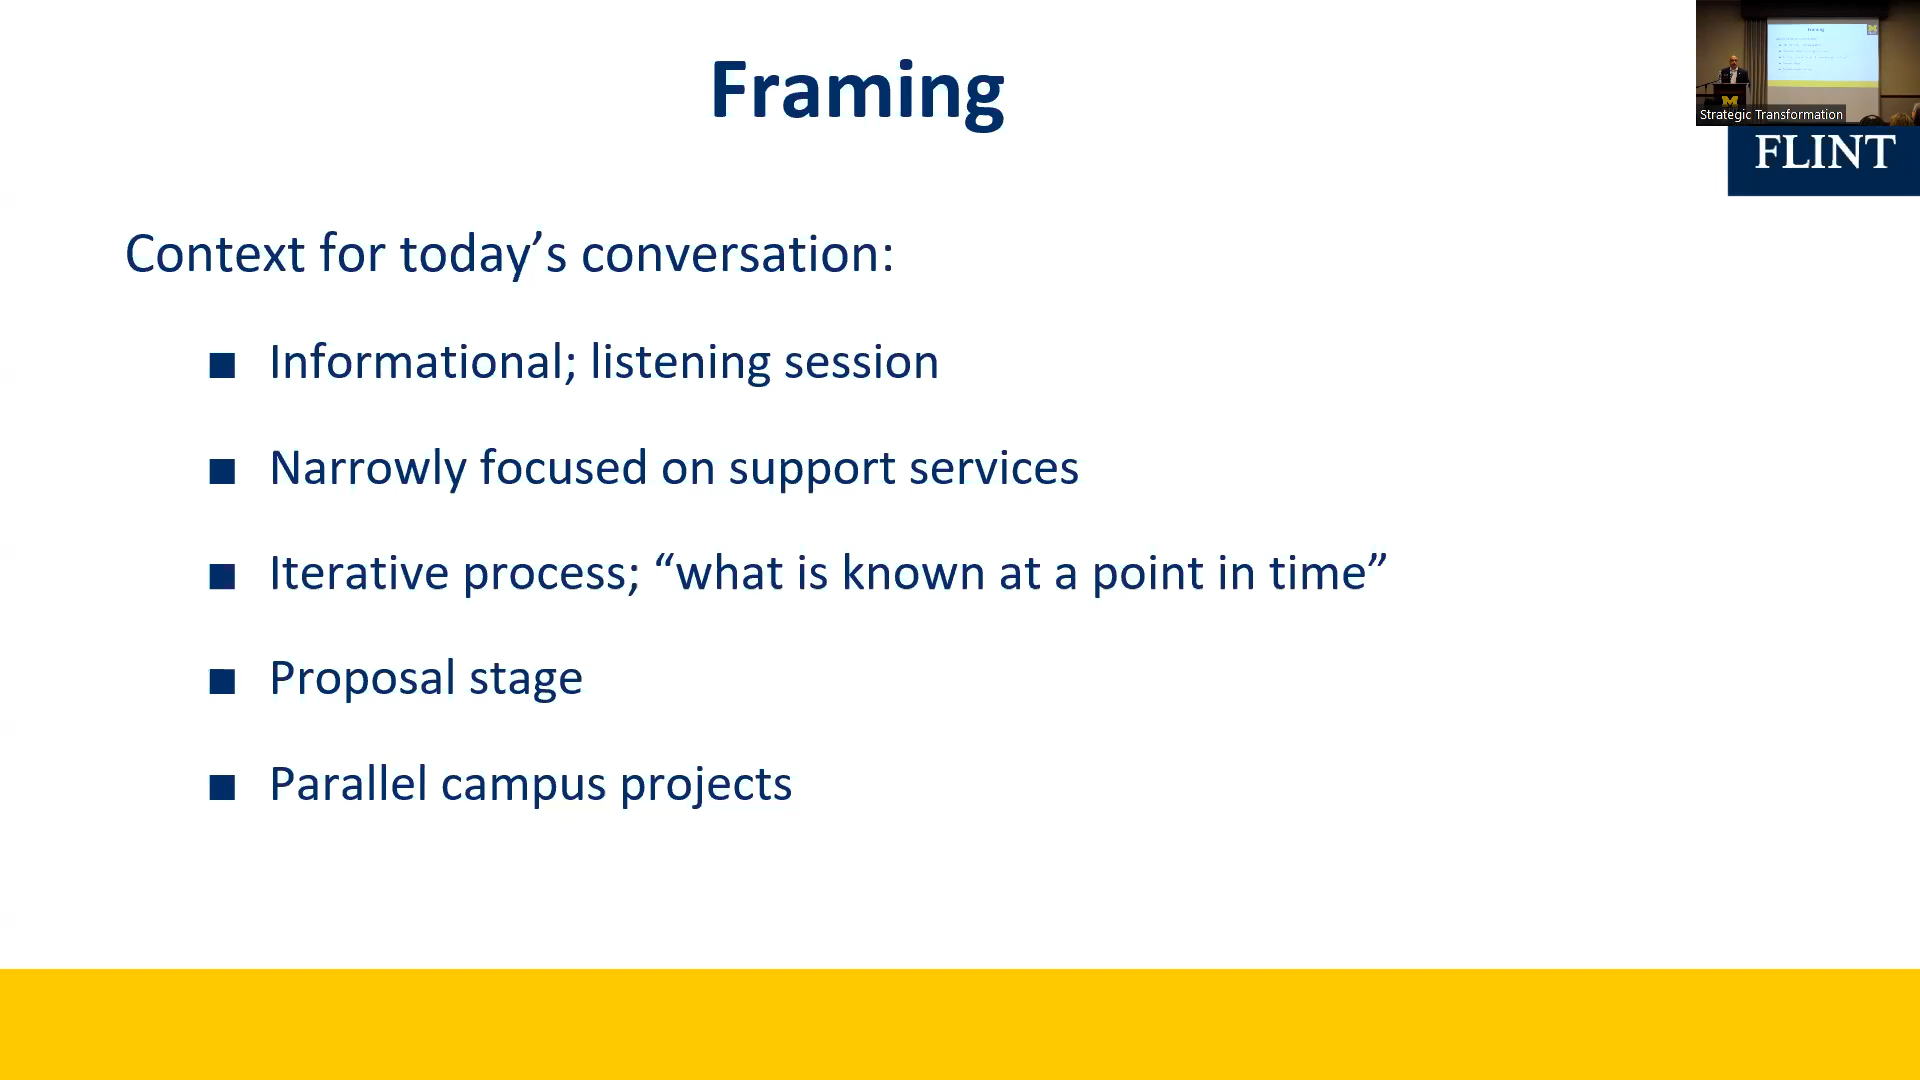 Framing
Strategic Transformation
FLINT
Context for today’s conversation:
■ Informational; listening session
■ Narrowly focused on support services
■ Iterative process; “what is known at a point in time”
■ Proposal stage
■ Parallel campus projects